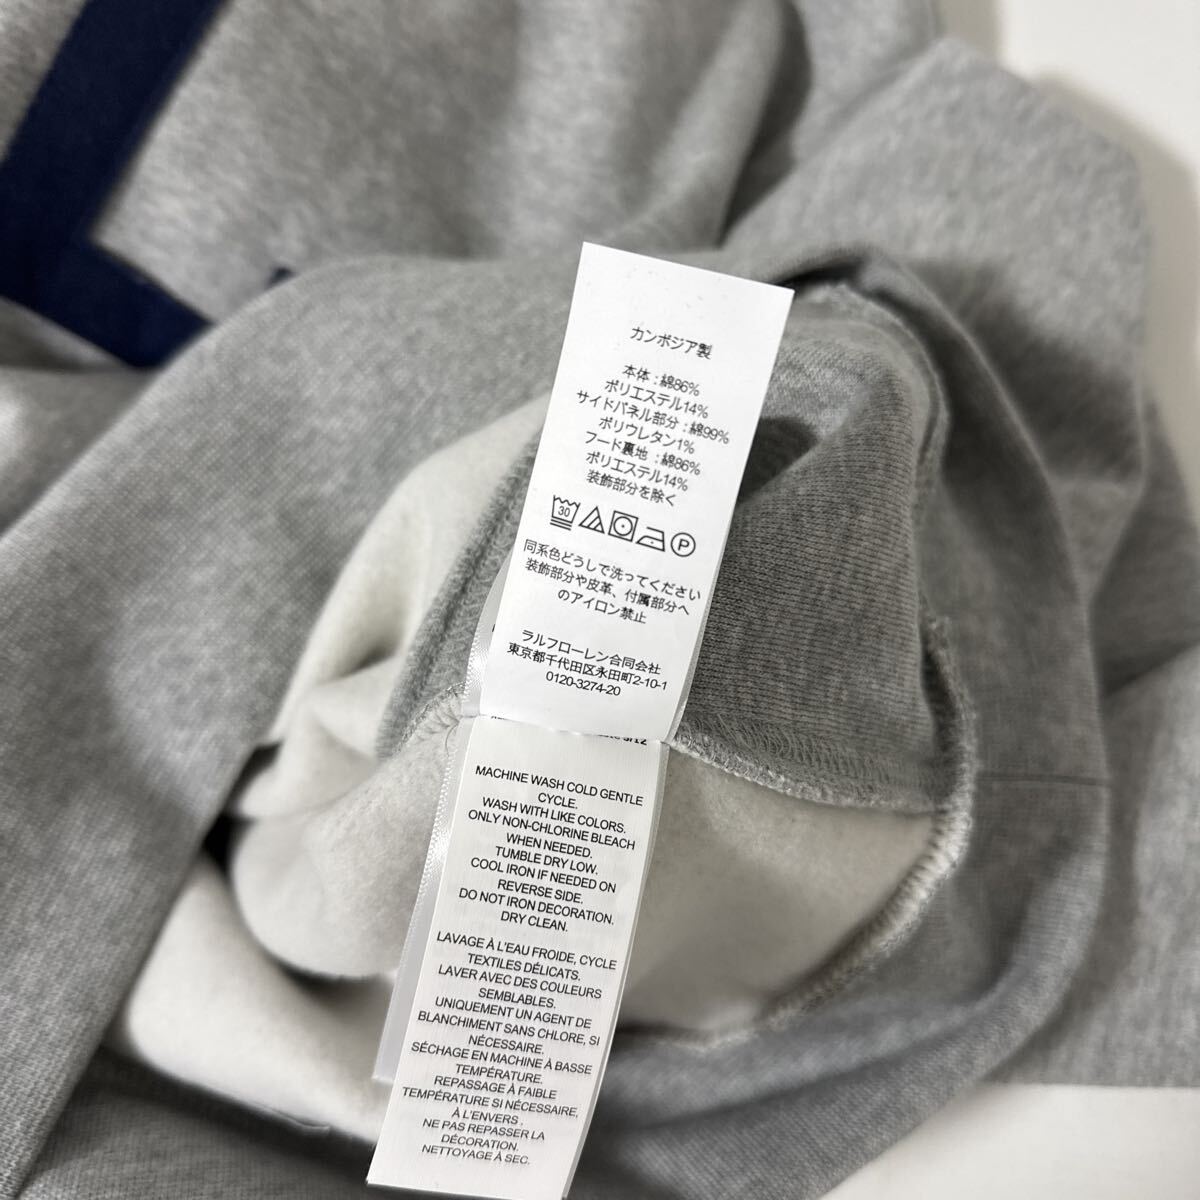 カンボジア製
本体：綿86%
ポリエステル14%
サイドパネル部分：綿99%
ポリウレタン1%
フード裏地：綿86%
ポリエステル14%
装飾部分を除く
30 P
同系色どうしで洗ってください
装飾部分や皮革、付属部分へ
のアイロン禁止
ラルフローレン合同会社
東京都千代田区永田町2-10-1
0120-3274-20
MACHINE WASH COLD GENTLE
CYCLE.
WASH WITH LIKE COLORS.
ONLY NON-CHLORINE BLEACH
WHEN NEEDED.
TUMBLE DRY LOW.
COOL IRON IF NEEDED ON
REVERSE SIDE.
DO NOT IRON DECORATION.
DRY CLEAN.
LAVAGE À L'EAU FROIDE, CYCLE
TEXTILES DÉLICATS.
LAVER AVEC DES COULEURS
SEMBLABLES.
UNIQUEMENT UN AGENT DE
BLANCHIMENT SANS CHLORE, SI
NÉCESSAIRE.
SÉCHAGE EN MACHINE À BASSE
TEMPÉRATURE.
REPASSAGE À FAIBLE
TEMPÉRATURE SI NÉCESSAIRE,
À L'ENVERS .
NE PAS REPASSER LA
DÉCORATION.
NETTOYAGE À SEC.